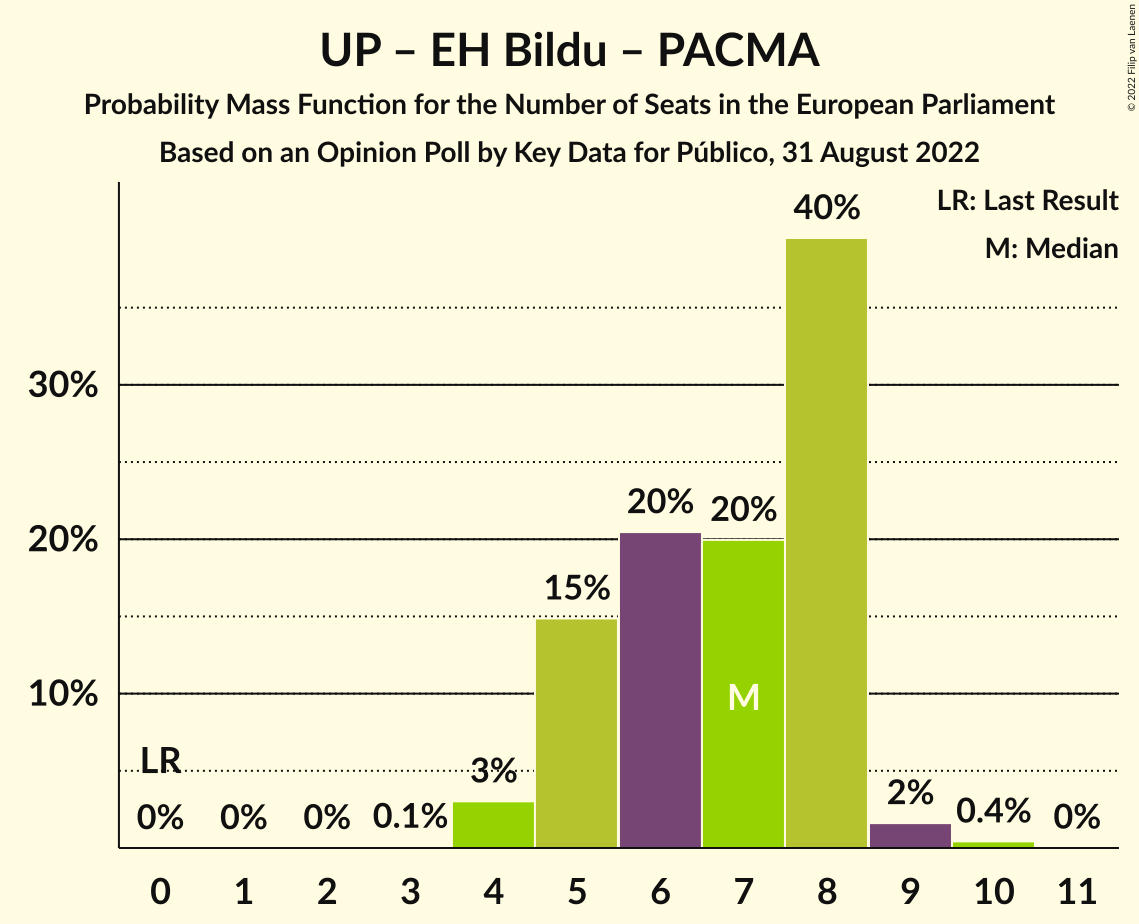 UP – EH Bildu – PACMA
Probability Mass Function for the Number of Seats in the European Parliament
Based on an Opinion Poll by Key Data for Público, 31 August 2022
© 2022 Filip van Laenen
LR: Last Result
M: Median
40%
30%
20%
10%
20%
20%
15%
M
LR
3%
2%
0%
0%
0%
0.1%
0.4%
0%
0 1 2 3 4 5 6 7 8 9 10 11